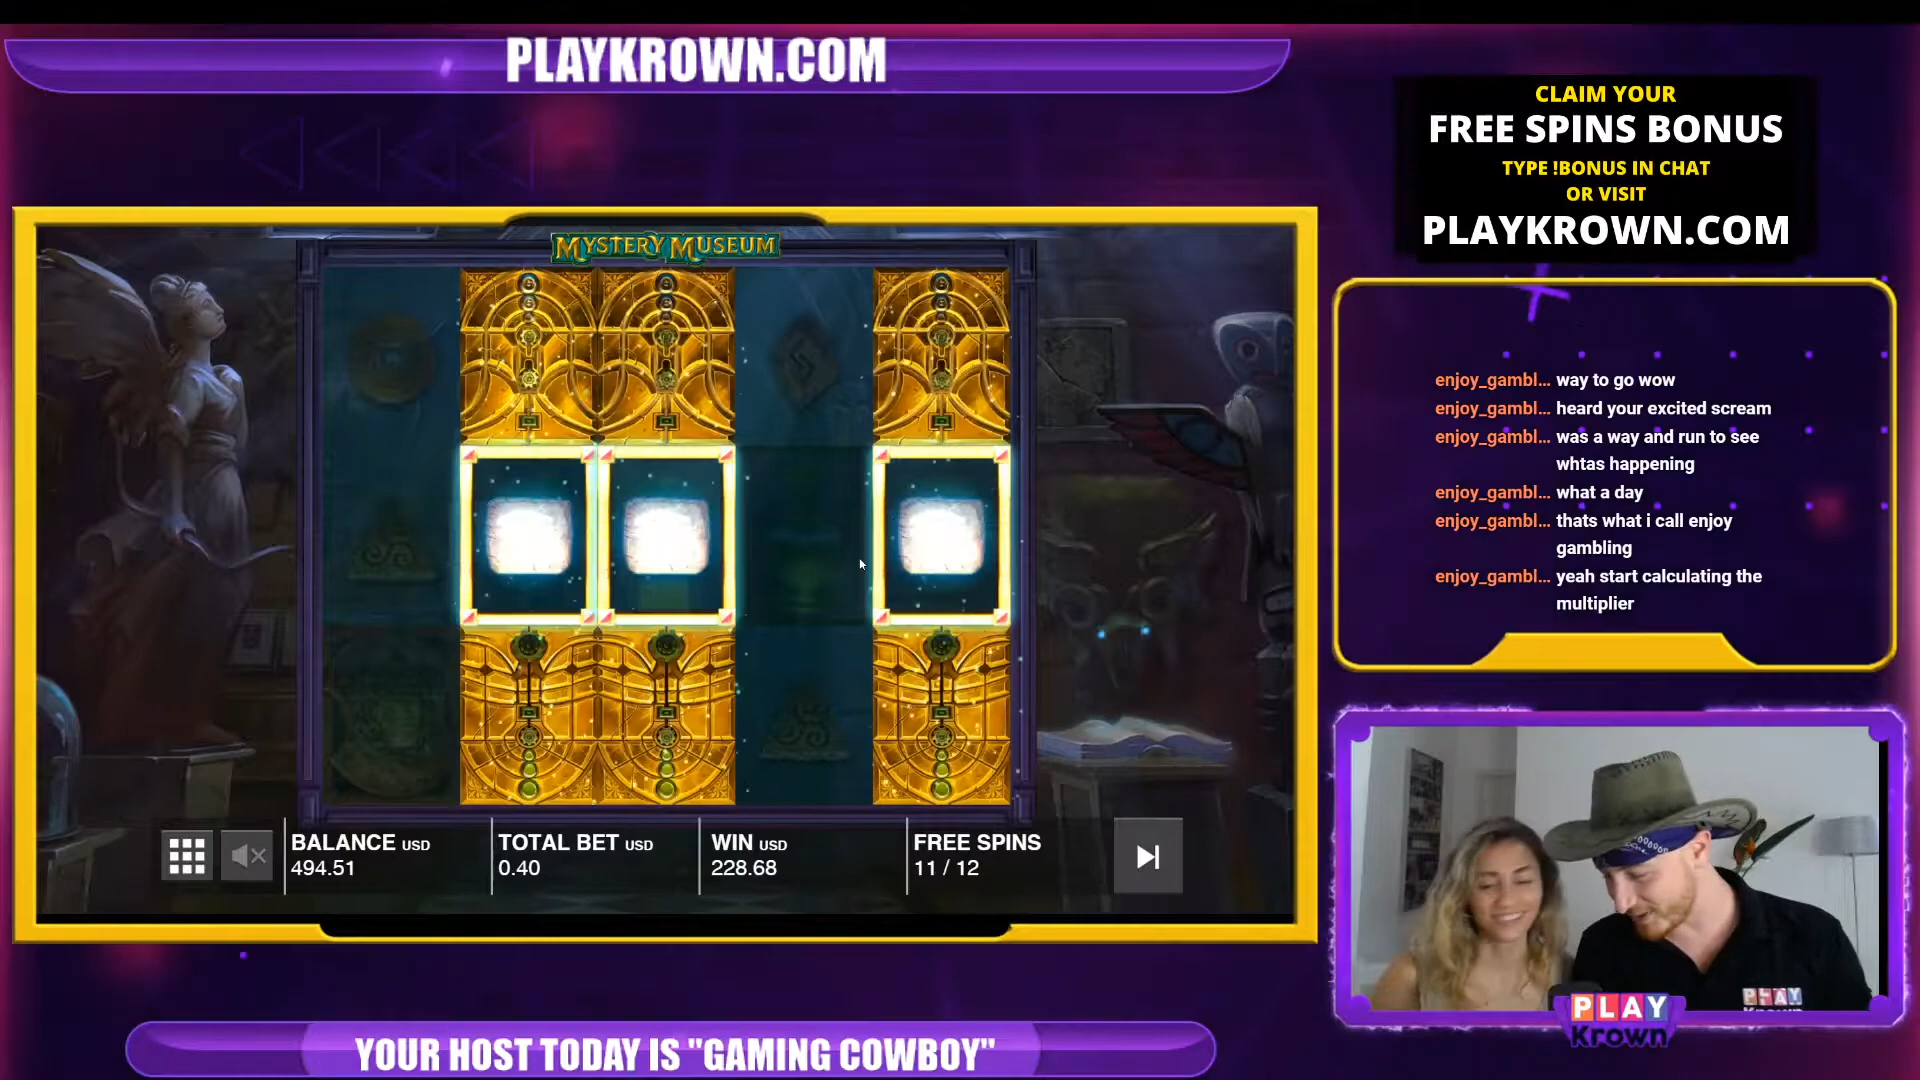 PLAYKROWN.COM
CLAIM YOUR
FREE SPINS BONUS
TYPE !BONUS IN CHAT
OR VISIT
PLAYKROWN.COM
MYSTERY MUSEUM
enjoy_gambl... way to go wow
enjoy_gambl... heard your excited scream
enjoy_gambl... was a way and run to see
whtas happening
enjoy_gambl... what a day
enjoy_gambl... thats what i call enjoy
gambling
enjoy_gambl... yeah start calculating the
multiplier
BALANCE USD
494.51
TOTAL BET USD
0.40
WIN USD
228.68
FREE SPINS
11 / 12
PLAY
PLAY
Krown
YOUR HOST TODAY IS "GAMING COWBOY"